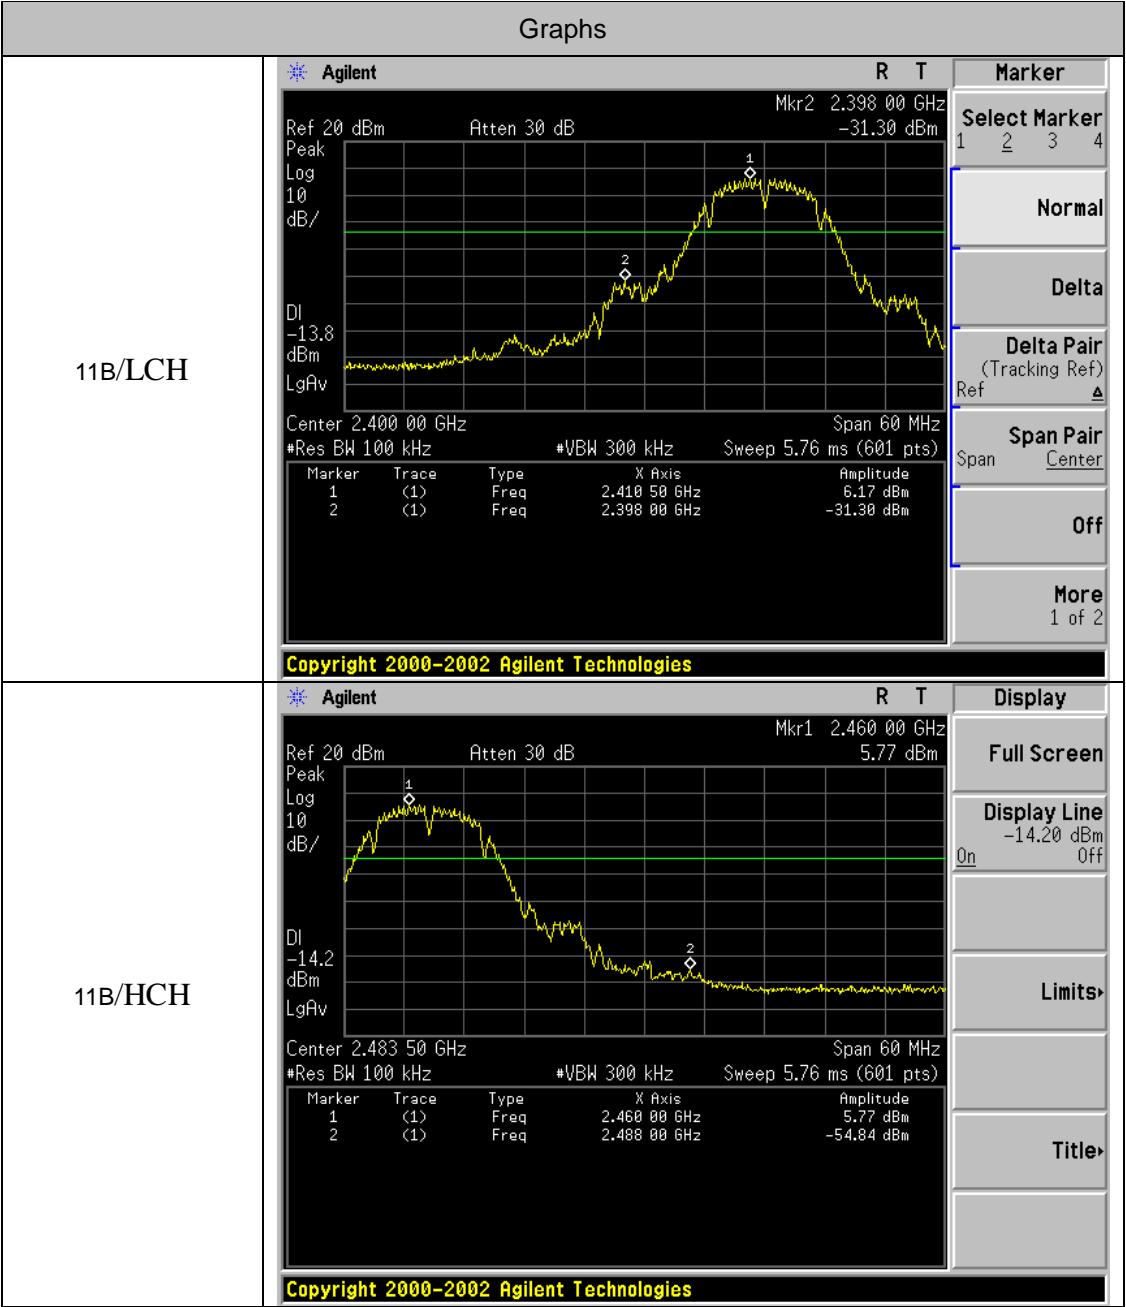 Graphs
11B/LCH
Agilent R T Marker
Mkr2 2.398 00 GHz
Ref 20 dBm Atten 30 dB -31.30 dBm
Peak
Log
10
dB/
1
2
DI
-13.8
dBm
LgAv
Center 2.400 00 GHz Span 60 MHz
#Res BW 100 kHz #VBW 300 kHz Sweep 5.76 ms (601 pts)
Marker Trace Type X Axis Amplitude
1 (1) Freq 2.410 50 GHz 6.17 dBm
2 (1) Freq 2.398 00 GHz -31.30 dBm
Select Marker
1 2 3 4
Normal
Delta
Delta Pair
(Tracking Ref)
Ref Δ
Span Pair
Span Center
Off
More
1 of 2
Copyright 2000-2002 Agilent Technologies
11B/HCH
Agilent R T Display
Mkr1 2.460 00 GHz
Ref 20 dBm Atten 30 dB 5.77 dBm
Peak
Log
10
dB/
1
2
DI
-14.2
dBm
LgAv
Center 2.483 50 GHz Span 60 MHz
#Res BW 100 kHz #VBW 300 kHz Sweep 5.76 ms (601 pts)
Marker Trace Type X Axis Amplitude
1 (1) Freq 2.460 00 GHz 5.77 dBm
2 (1) Freq 2.488 00 GHz -54.84 dBm
Full Screen
Display Line
-14.20 dBm
On Off
Limits▸
Title▸
Copyright 2000-2002 Agilent Technologies